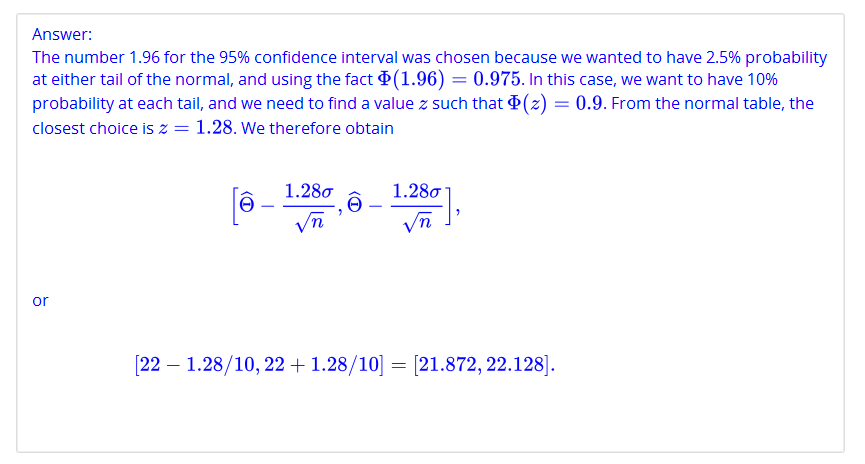 Answer:
The number 1.96 for the 95% confidence interval was chosen because we wanted to have 2.5% probability
at either tail of the normal, and using the fact Φ(1.96) = 0.975. In this case, we want to have 10%
probability at each tail, and we need to find a value z such that Φ(z) = 0.9. From the normal table, the
closest choice is z = 1.28. We therefore obtain
[Θ̂ − 1.28σ/√n, Θ̂ − 1.28σ/√n],
or
[22 − 1.28/10, 22 + 1.28/10] = [21.872, 22.128].